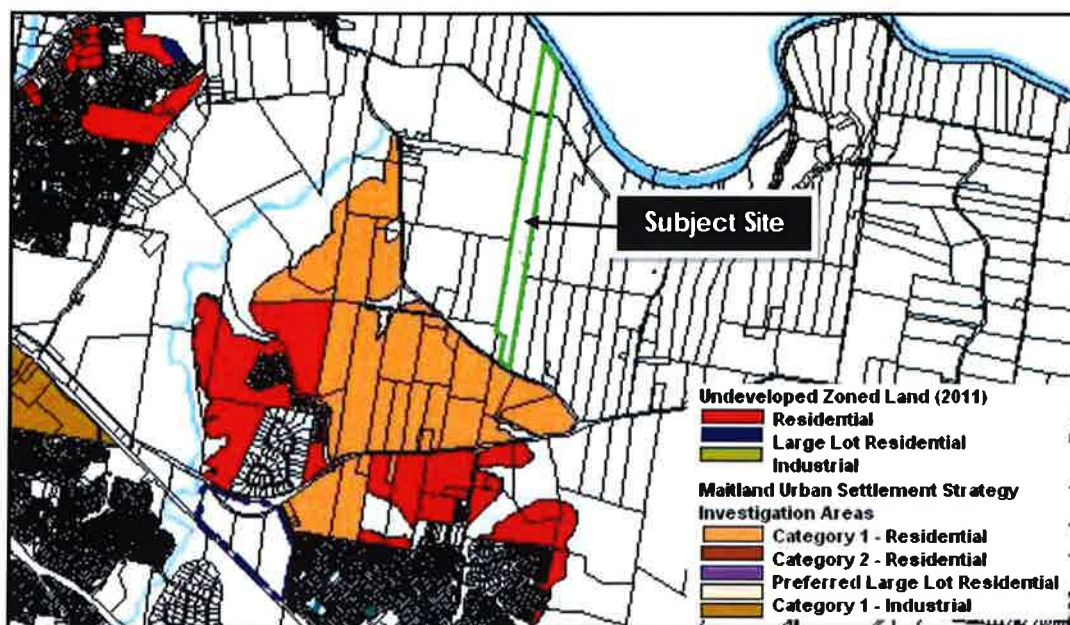 Subject Site
Undeveloped Zoned Land (2011)
Residential
Large Lot Residential
Industrial
Maitland Urban Settlement Strategy
Investigation Areas
Category 1 - Residential
Category 2 - Residential
Preferred Large Lot Residential
Category 1 - Industrial